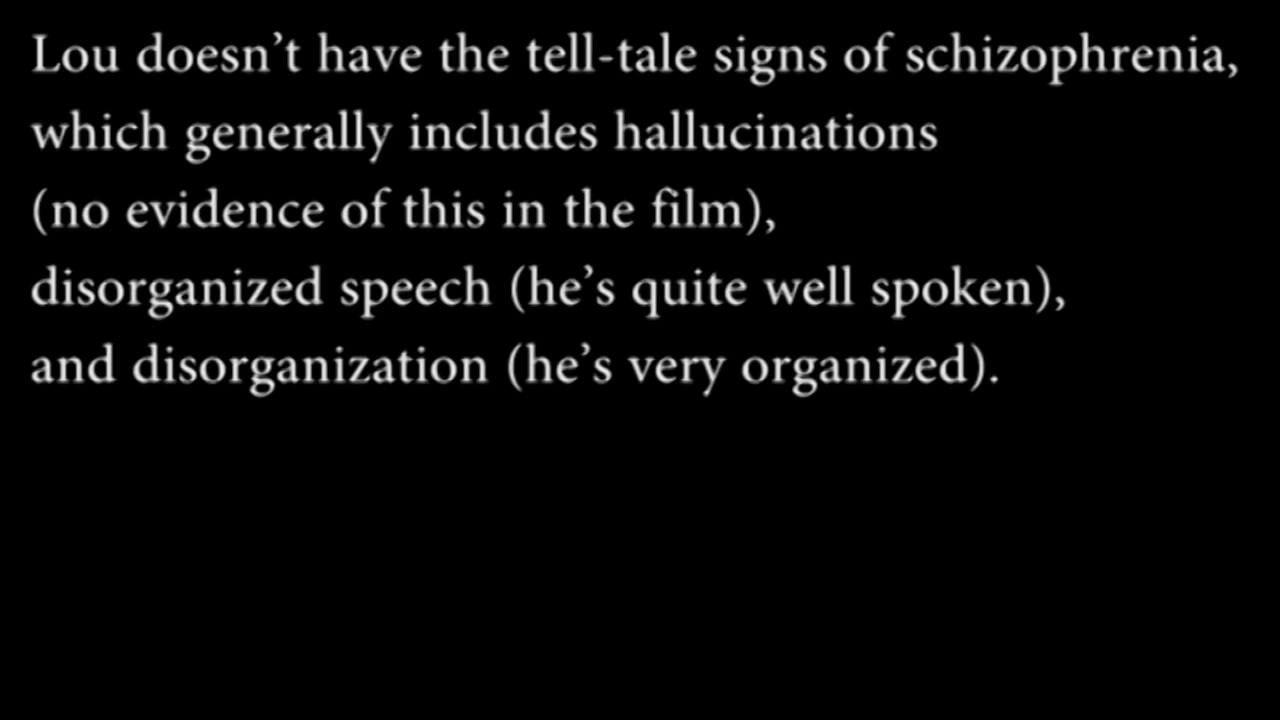 Lou doesn’t have the tell-tale signs of schizophrenia,
which generally includes hallucinations
(no evidence of this in the film),
disorganized speech (he’s quite well spoken),
and disorganization (he’s very organized).